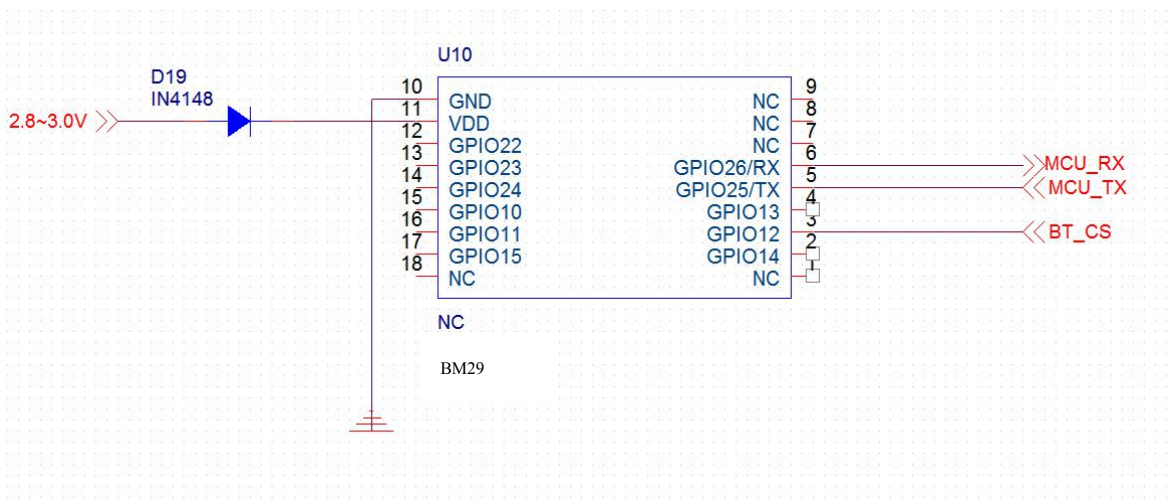 U10
D19
IN4148
2.8~3.0V
10 GND
11 VDD
12 GPIO22
13 GPIO23
14 GPIO24
15 GPIO10
16 GPIO11
17 GPIO15
18 NC
NC 9
NC 8
NC 7
GPIO26/RX 6 MCU_RX
GPIO25/TX 5 MCU_TX
GPIO13 4
GPIO12 3 BT_CS
GPIO14 2
NC 1
NC
BM29